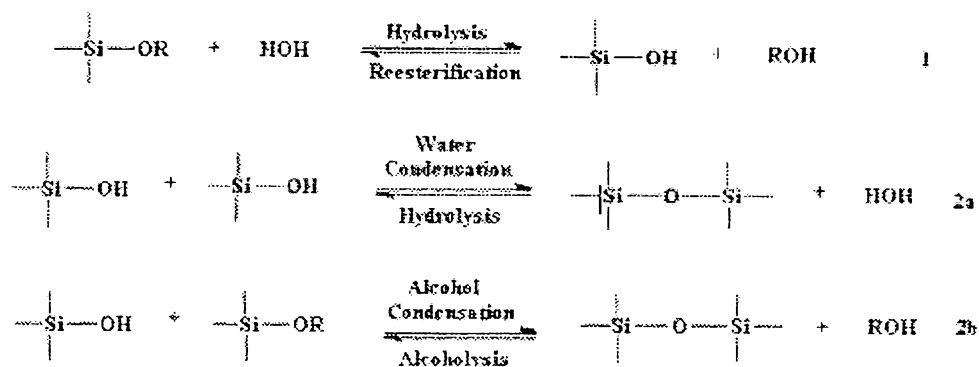 Si—OR + HOH Hydrolysis Reesterification Si—OH + ROH 1
Si—OH + Si—OH Water Condensation Hydrolysis Si—O—Si + HOH 2a
Si—OH + Si—OR Alcohol Condensation Alcoholysis Si—O—Si + ROH 2b